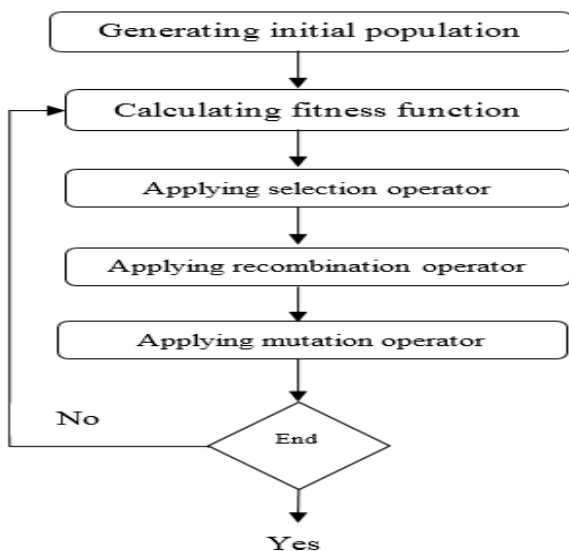 Generating initial population
Calculating fitness function
Applying selection operator
Applying recombination operator
Applying mutation operator
End
No
Yes